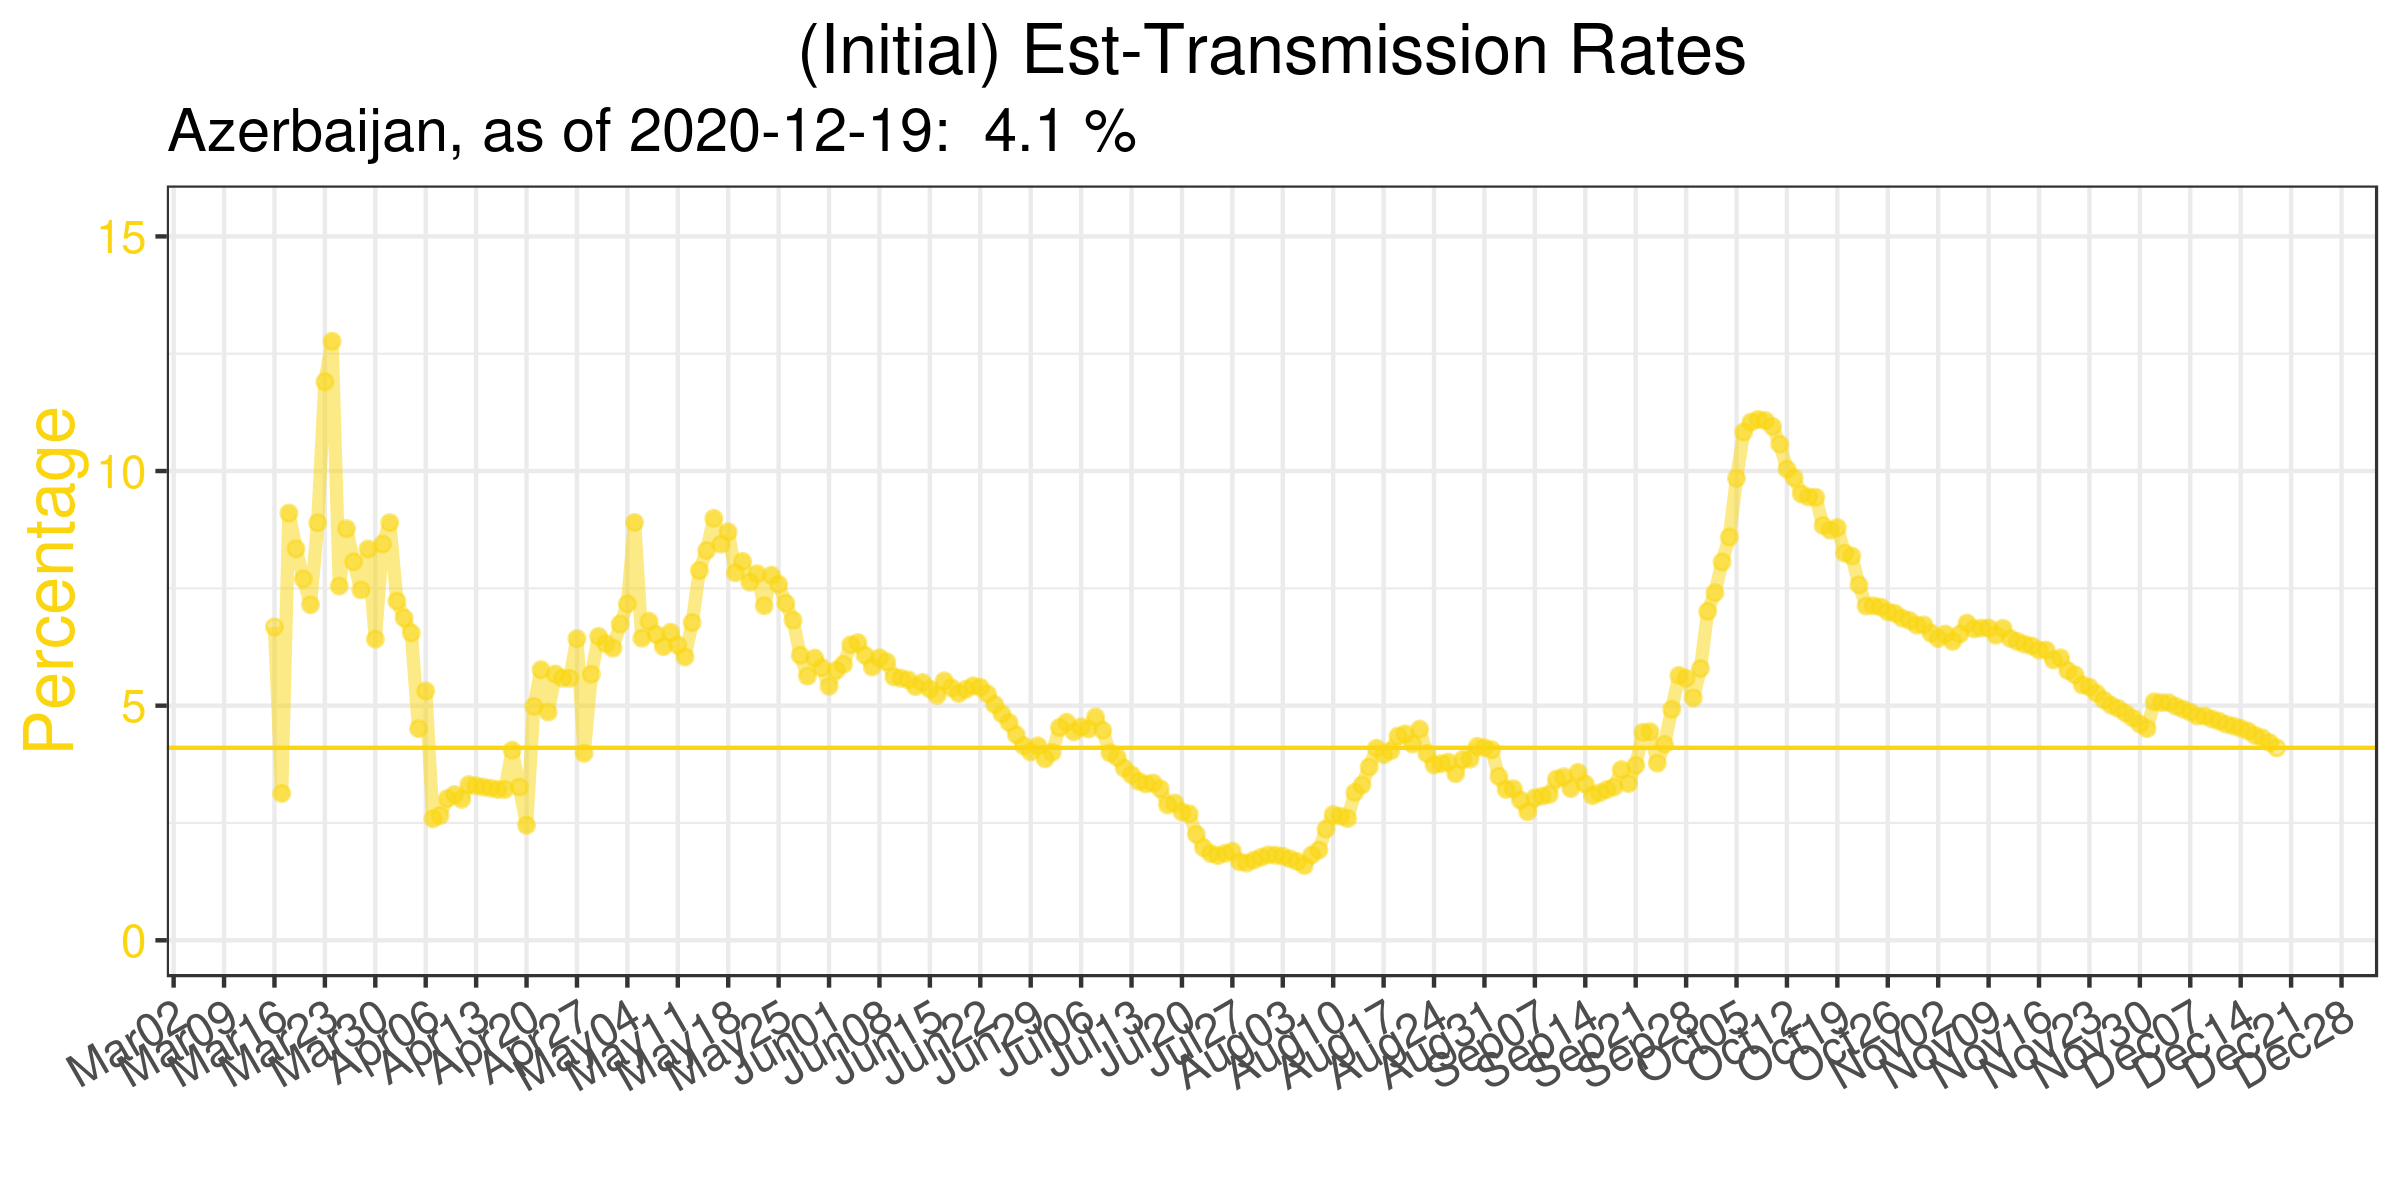 (Initial) Est-Transmission Rates
Azerbaijan, as of 2020-12-19:  4.1 %
Percentage
15
10
5
0
Mar02
Mar09
Mar16
Mar23
Mar30
Apr06
Apr13
Apr20
Apr27
May04
May11
May18
May25
Jun01
Jun08
Jun15
Jun22
Jun29
Jul06
Jul13
Jul20
Jul27
Aug03
Aug10
Aug17
Aug24
Aug31
Sep07
Sep14
Sep21
Sep28
Oct05
Oct12
Oct19
Oct26
Nov02
Nov09
Nov16
Nov23
Nov30
Dec07
Dec14
Dec21
Dec28